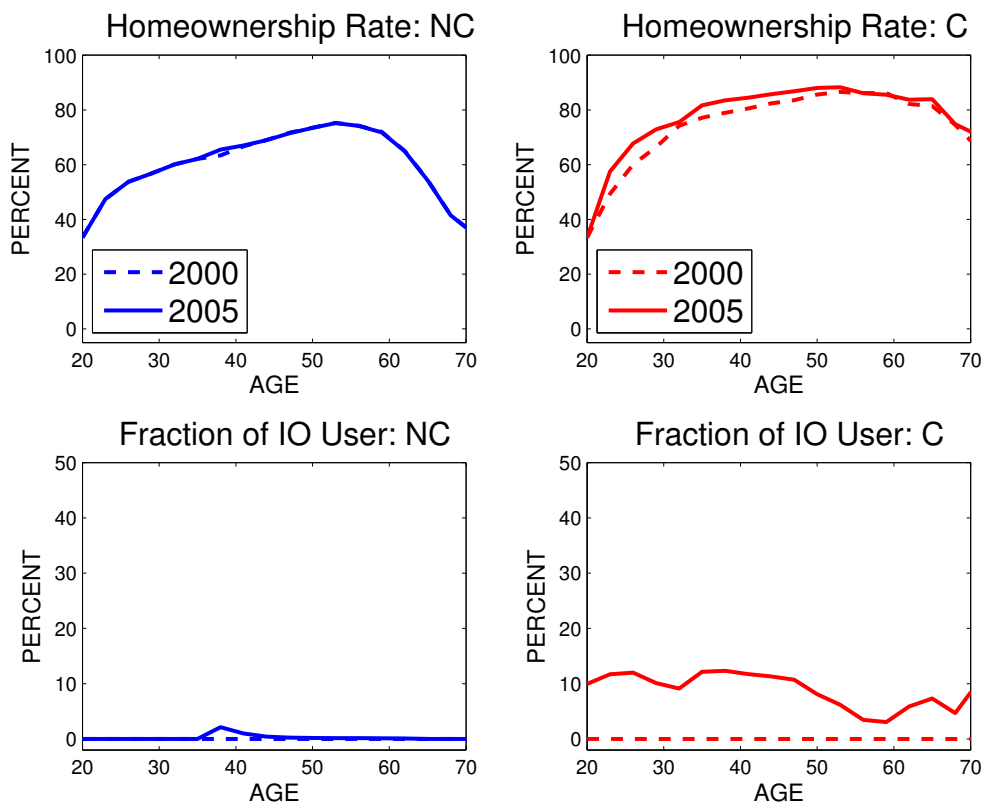 Homeownership Rate: NC
100
80
60
40
20
0
PERCENT
2000
2005
20 30 40 50 60 70
AGE
Homeownership Rate: C
100
80
60
40
20
0
PERCENT
2000
2005
20 30 40 50 60 70
AGE
Fraction of IO User: NC
50
40
30
20
10
0
PERCENT
20 30 40 50 60 70
AGE
Fraction of IO User: C
50
40
30
20
10
0
PERCENT
20 30 40 50 60 70
AGE